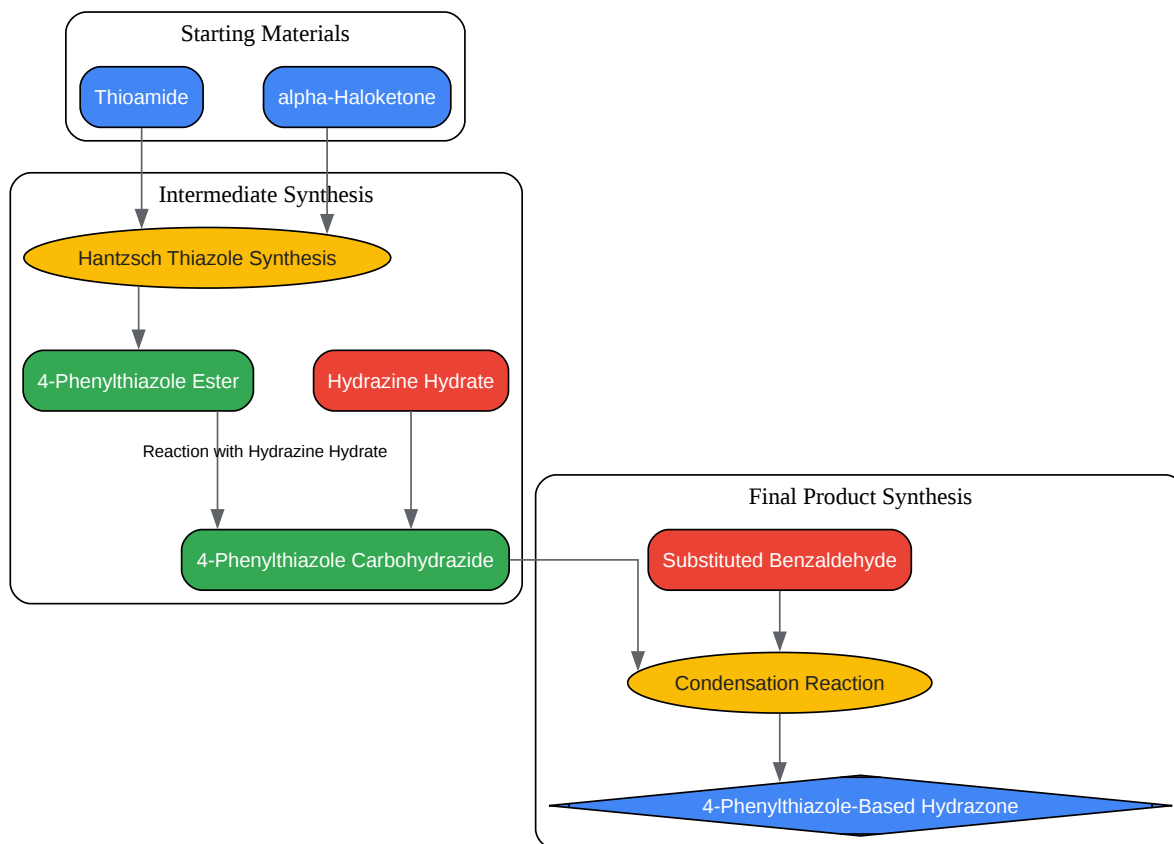 Starting Materials
Thioamide
alpha-Haloketone
Intermediate Synthesis
Hantzsch Thiazole Synthesis
4-Phenylthiazole Ester
Hydrazine Hydrate
Reaction with Hydrazine Hydrate
4-Phenylthiazole Carbohydrazide
Final Product Synthesis
Substituted Benzaldehyde
Condensation Reaction
4-Phenylthiazole-Based Hydrazone